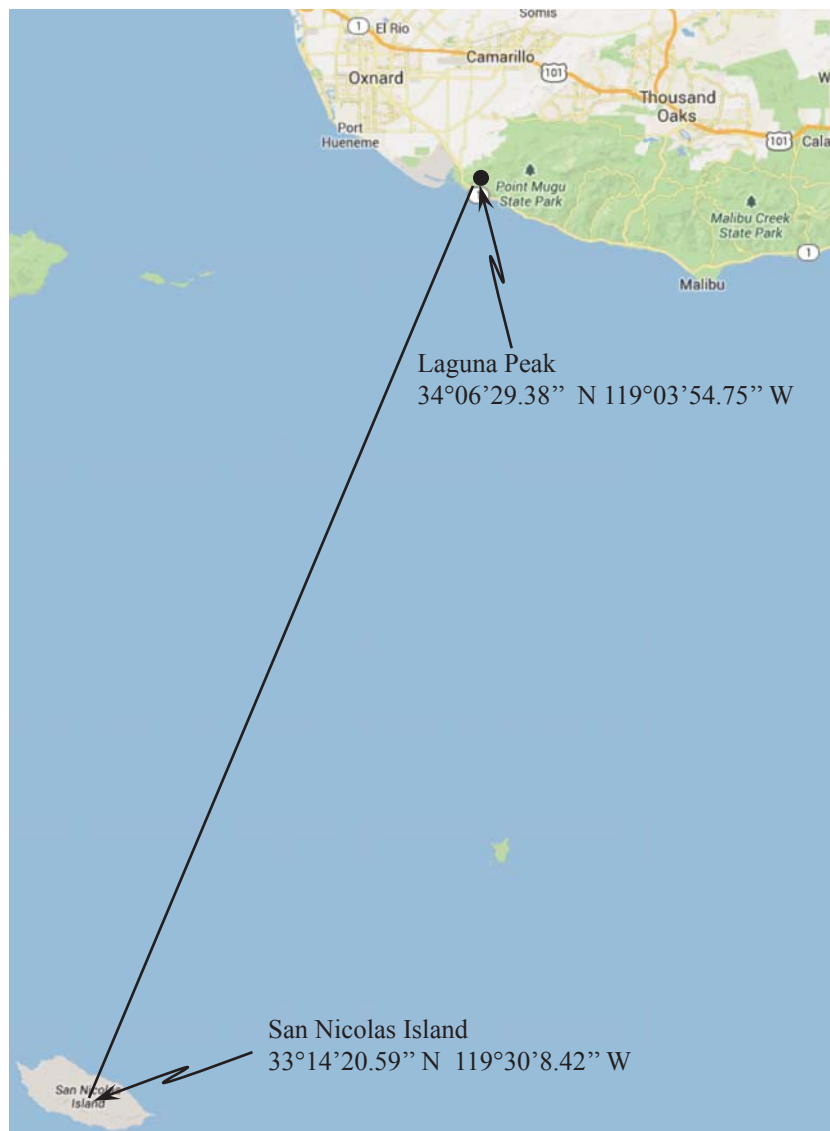 Somis
1
El Rio
Camarillo
101
Oxnard
Thousand
Oaks
W
Port
Hueneme
101
Cala
Point Mugu
State Park
Malibu Creek
State Park
1
Malibu
Laguna Peak
34°06’29.38’’ N 119°03’54.75’’ W
San Nicolas Island
33°14’20.59’’ N 119°30’8.42’’ W
San Nicolas
Island